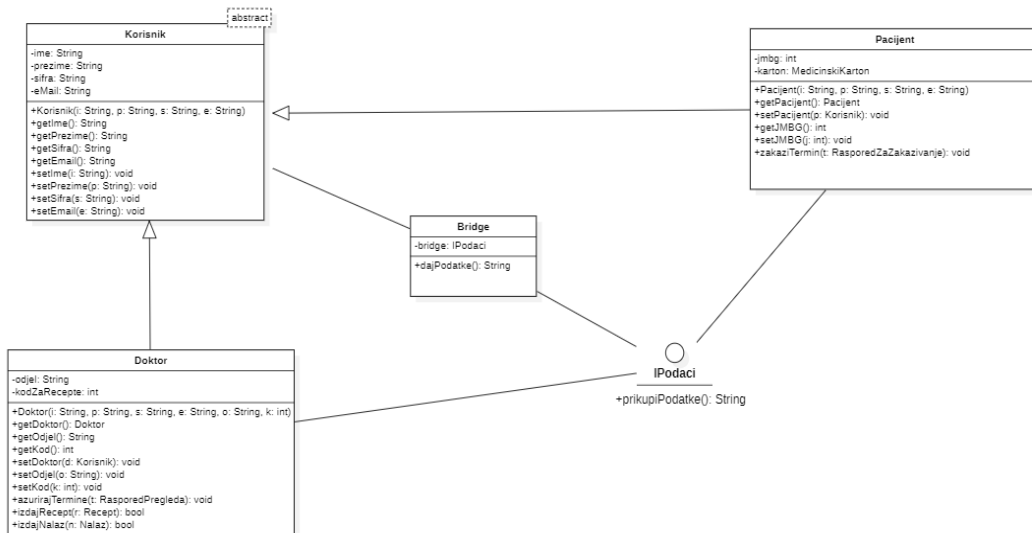 abstract
Korisnik
-ime: String
-prezime: String
-sifra: String
-eMail: String
+Korisnik(i: String, p: String, s: String, e: String)
+getIme(): String
+getPrezime(): String
+getSifra(): String
+getEmail(): String
+setIme(i: String): void
+setPrezime(p: String): void
+setSifra(s: String): void
+setEmail(e: String): void
Pacijent
-jmbg: int
-karton: MedicinskiKarton
+Pacijent(i: String, p: String, s: String, e: String)
+getPacijent(): Pacijent
+setPacijent(p: Korisnik): void
+getJMBG(): int
+setJMBG(j: int): void
+zakaziTermin(t: RasporedZaZakazivanje): void
Bridge
-bridge: IPodaci
+dajPodatke(): String
IPodaci
+prikupiPodatke(): String
Doktor
-odjel: String
-kodZaRecepte: int
+Doktor(i: String, p: String, s: String, e: String, o: String, k: int)
+getDoktor(): Doktor
+getOdjel(): String
+getKod(): int
+setDoktor(d: Korisnik): void
+setOdjel(o: String): void
+setKod(k: int): void
+azurirajTermine(t: RasporedPregleda): void
+izdajRecept(r: Recept): bool
+izdajNalaz(n: Nalaz): bool